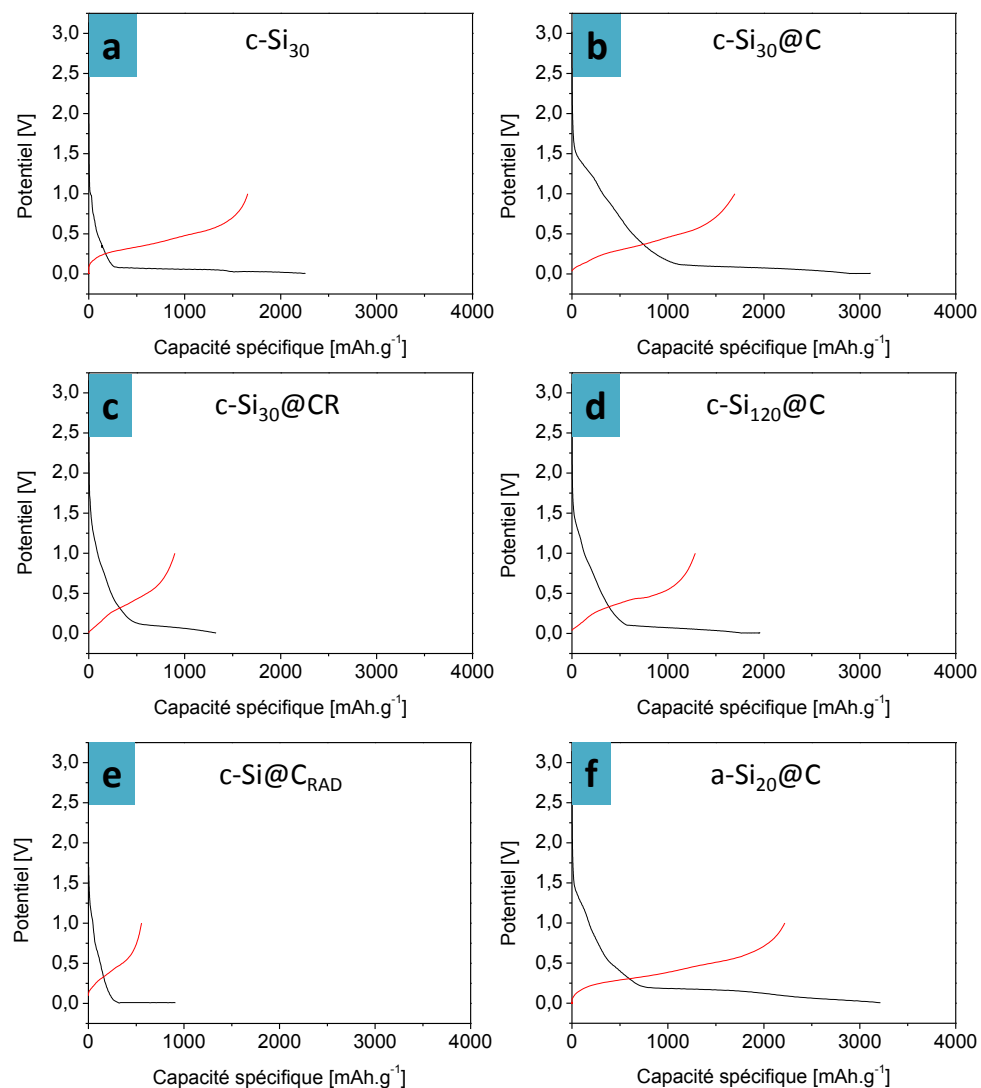 a
c-Si30
3,0
2,5
2,0
1,5
1,0
0,5
0,0
Potentiel [V]
0 1000 2000 3000 4000
Capacité spécifique [mAh.g-1]
b
c-Si30@C
3,0
2,5
2,0
1,5
1,0
0,5
0,0
Potentiel [V]
0 1000 2000 3000 4000
Capacité spécifique [mAh.g-1]
c
c-Si30@CR
3,0
2,5
2,0
1,5
1,0
0,5
0,0
Potentiel [V]
0 1000 2000 3000 4000
Capacité spécifique [mAh.g-1]
d
c-Si120@C
3,0
2,5
2,0
1,5
1,0
0,5
0,0
Potentiel [V]
0 1000 2000 3000 4000
Capacité spécifique [mAh.g-1]
e
c-Si@CRAD
3,0
2,5
2,0
1,5
1,0
0,5
0,0
Potentiel [V]
0 1000 2000 3000 4000
Capacité spécifique [mAh.g-1]
f
a-Si20@C
3,0
2,5
2,0
1,5
1,0
0,5
0,0
Potentiel [V]
0 1000 2000 3000 4000
Capacité spécifique [mAh.g-1]